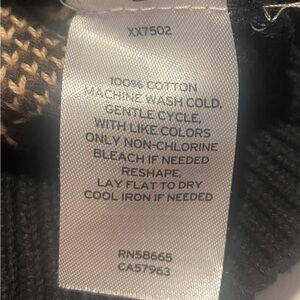 XX7502
100% COTTON
MACHINE WASH COLD,
GENTLE CYCLE,
WITH LIKE COLORS
ONLY NON-CHLORINE
BLEACH IF NEEDED
RESHAPE,
LAY FLAT TO DRY
COOL IRON IF NEEDED
RN58665
CA57963